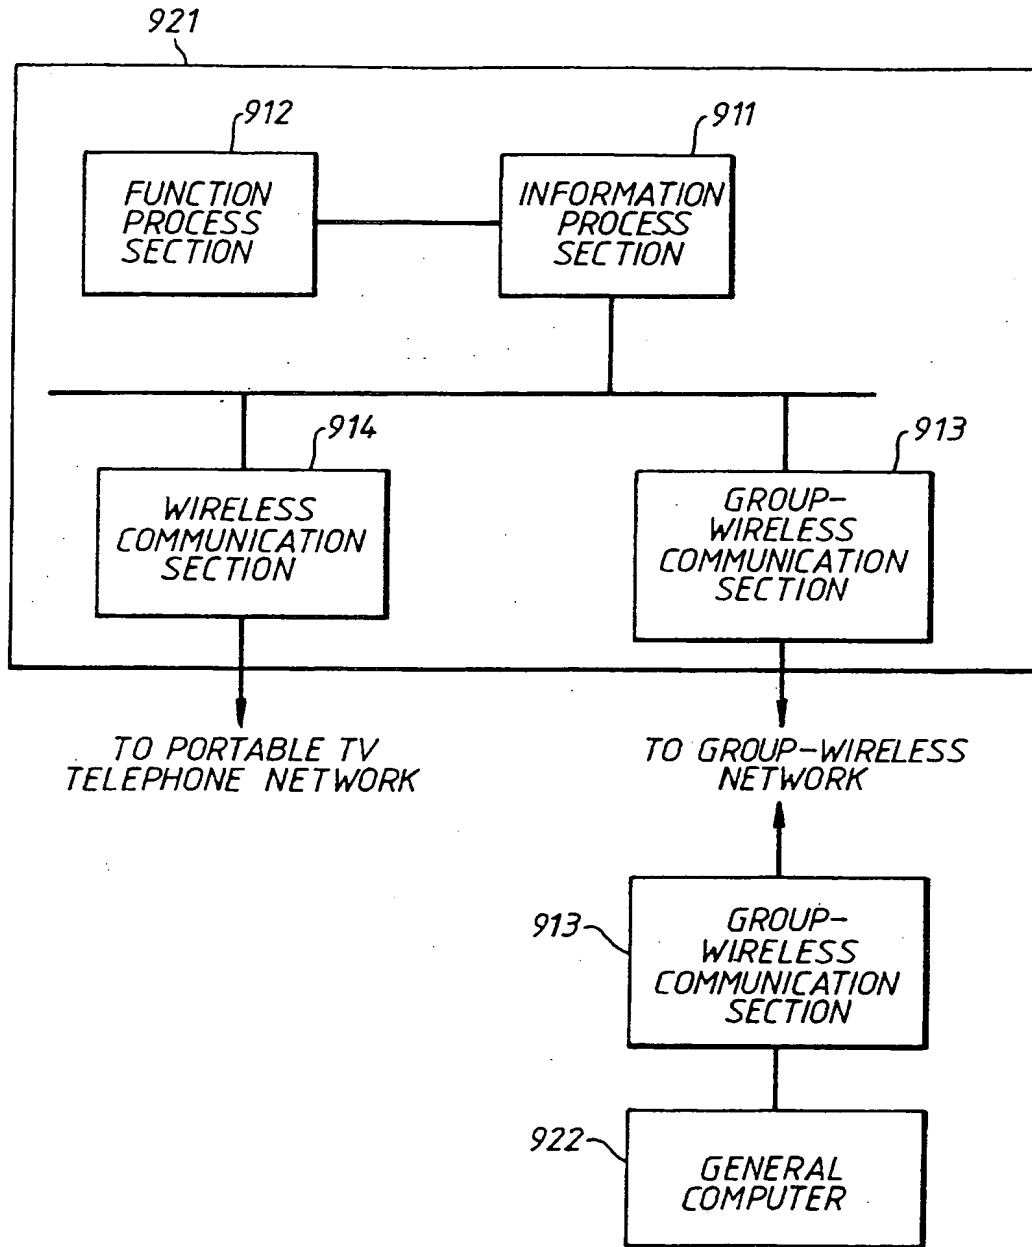 921
912
911
FUNCTION
PROCESS
SECTION
INFORMATION
PROCESS
SECTION
914
913
WIRELESS
COMMUNICATION
SECTION
GROUP-
WIRELESS
COMMUNICATION
SECTION
TO PORTABLE TV
TELEPHONE NETWORK
TO GROUP-WIRELESS
NETWORK
913
GROUP-
WIRELESS
COMMUNICATION
SECTION
922
GENERAL
COMPUTER